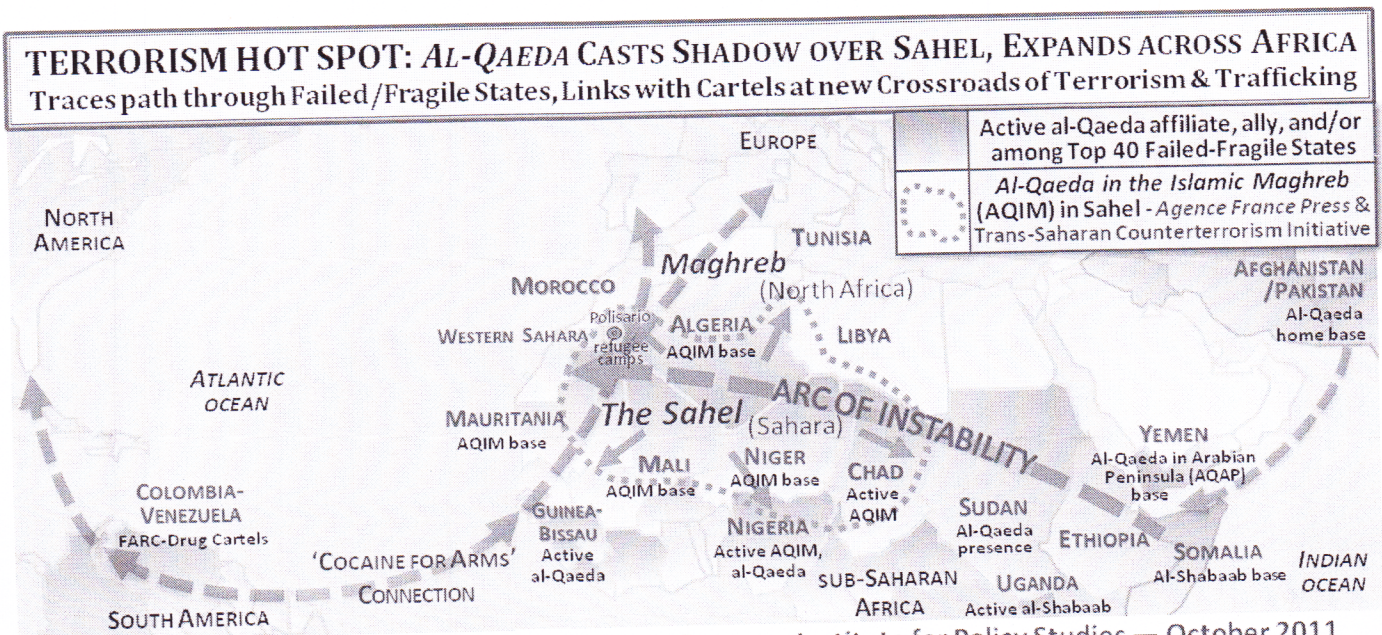 TERRORISM HOT SPOT: AL-QAEDA CASTS SHADOW OVER SAHEL, EXPANDS ACROSS AFRICA
Traces path through Failed/Fragile States, Links with Cartels at new Crossroads of Terrorism & Trafficking
Active al-Qaeda affiliate, ally, and/or
among Top 40 Failed-Fragile States
Al-Qaeda in the Islamic Maghreb
(AQIM) in Sahel - Agence France Press &
Trans-Saharan Counterterrorism Initiative
EUROPE
NORTH
AMERICA
TUNISIA
Maghreb
(North Africa)
MOROCCO
AFGHANISTAN
/PAKISTAN
Al-Qaeda
home base
WESTERN SAHARA
Polisario
refugee
camps
ALGERIA
AQIM base
LIBYA
ATLANTIC
OCEAN
ARC OF INSTABILITY
The Sahel
(Sahara)
MAURITANIA
AQIM base
MALI
AQIM base
NIGER
AQIM base
CHAD
Active
AQIM
YEMEN
Al-Qaeda in Arabian
Peninsula (AQAP)
base
COLOMBIA-
VENEZUELA
FARC-Drug Cartels
GUINEA-
BISSAU
Active
al-Qaeda
NIGERIA
Active AQIM,
al-Qaeda
SUDAN
Al-Qaeda
presence
ETHIOPIA
SOMALIA
Al-Shabaab base
INDIAN
OCEAN
'COCAINE FOR ARMS'
CONNECTION
SUB-SAHARAN
AFRICA
UGANDA
Active al-Shabaab
SOUTH AMERICA
for Policy Studies — October 2011